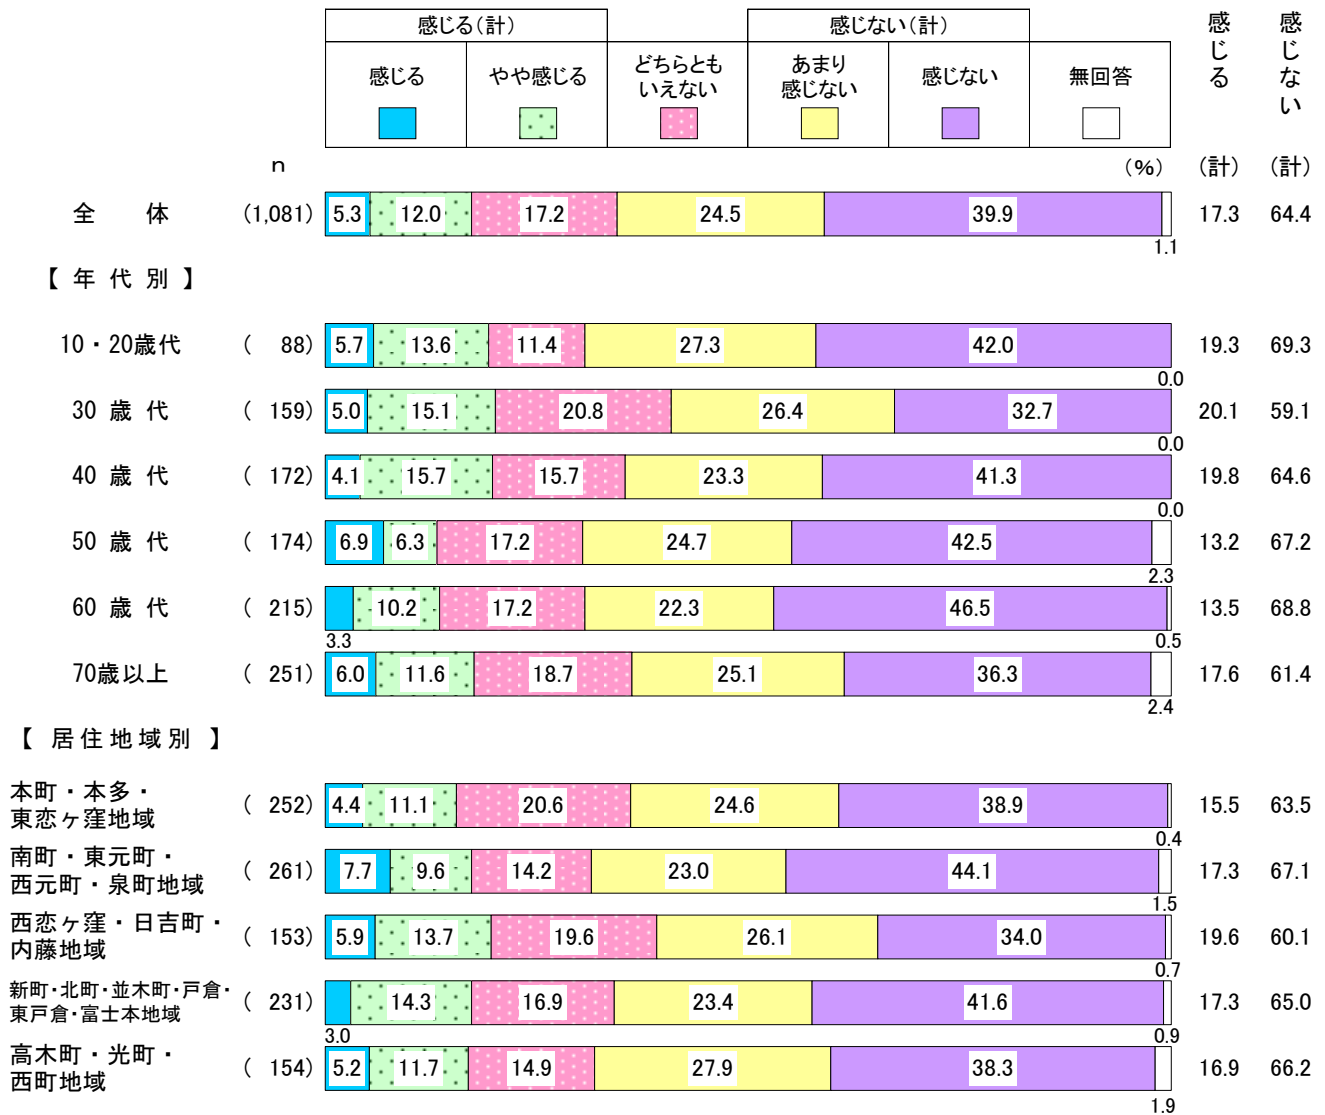 感じる（計） 感じない（計） 感じる 感じない
感じる やや感じる どちらとも あまり 感じない 無回答
いえない 感じない
ｎ （％） （計） （計）
全　体 (1,081) 5.3 12.0 17.2 24.5 39.9 17.3 64.4
1.1
【 年 代 別 】
10・20歳代 ( 88) 5.7 13.6 11.4 27.3 42.0 19.3 69.3
0.0
30 歳 代 ( 159) 5.0 15.1 20.8 26.4 32.7 20.1 59.1
0.0
40 歳 代 ( 172) 4.1 15.7 15.7 23.3 41.3 19.8 64.6
0.0
50 歳 代 ( 174) 6.9 6.3 17.2 24.7 42.5 13.2 67.2
2.3
60 歳 代 ( 215) 10.2 17.2 22.3 46.5 13.5 68.8
3.3 0.5
70歳以上 ( 251) 6.0 11.6 18.7 25.1 36.3 17.6 61.4
2.4
【 居 住 地 域 別 】
本町・本多・
東恋ヶ窪地域 ( 252) 4.4 11.1 20.6 24.6 38.9 15.5 63.5
0.4
南町・東元町・
西元町・泉町地域 ( 261) 7.7 9.6 14.2 23.0 44.1 17.3 67.1
1.5
西恋ヶ窪・日吉町・
内藤地域 ( 153) 5.9 13.7 19.6 26.1 34.0 19.6 60.1
0.7
新町・北町・並木町・戸倉・
東戸倉・富士本地域 ( 231) 14.3 16.9 23.4 41.6 17.3 65.0
3.0 0.9
高木町・光町・
西町地域 ( 154) 5.2 11.7 14.9 27.9 38.3 16.9 66.2
1.9